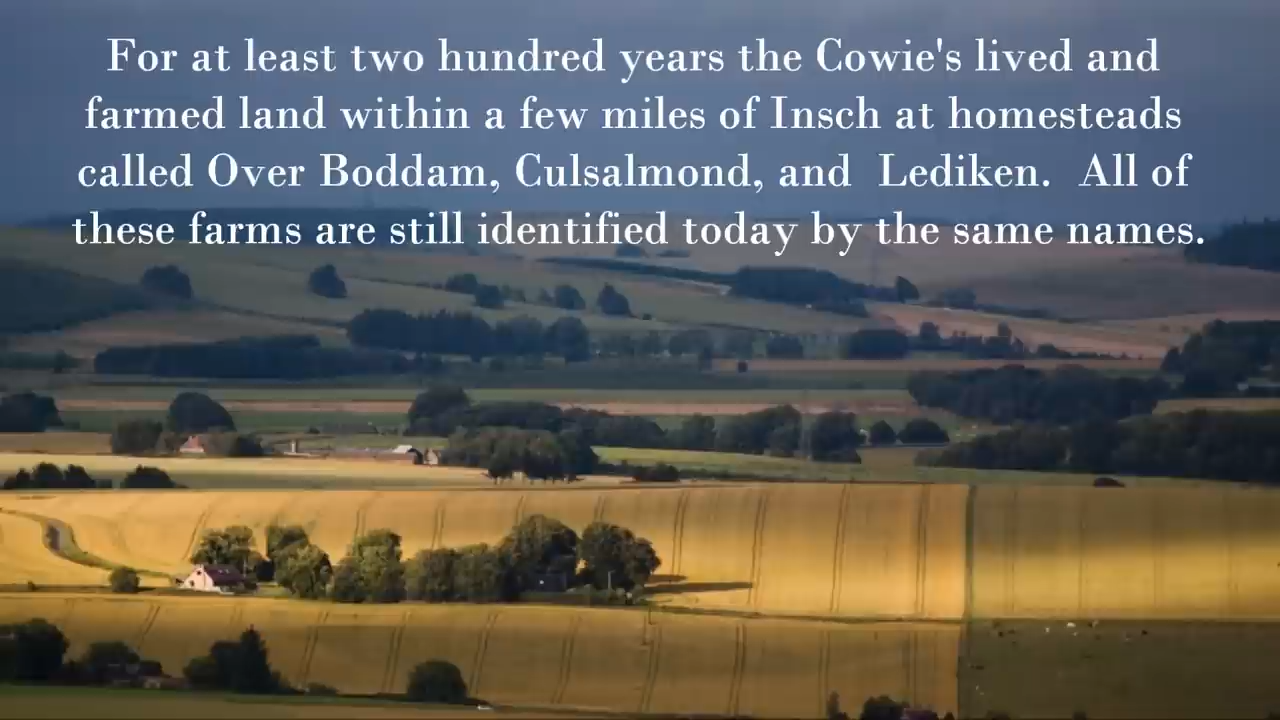 For at least two hundred years the Cowie's lived and
farmed land within a few miles of Insch at homesteads
called Over Boddam, Culsalmond, and  Lediken.  All of
these farms are still identified today by the same names.